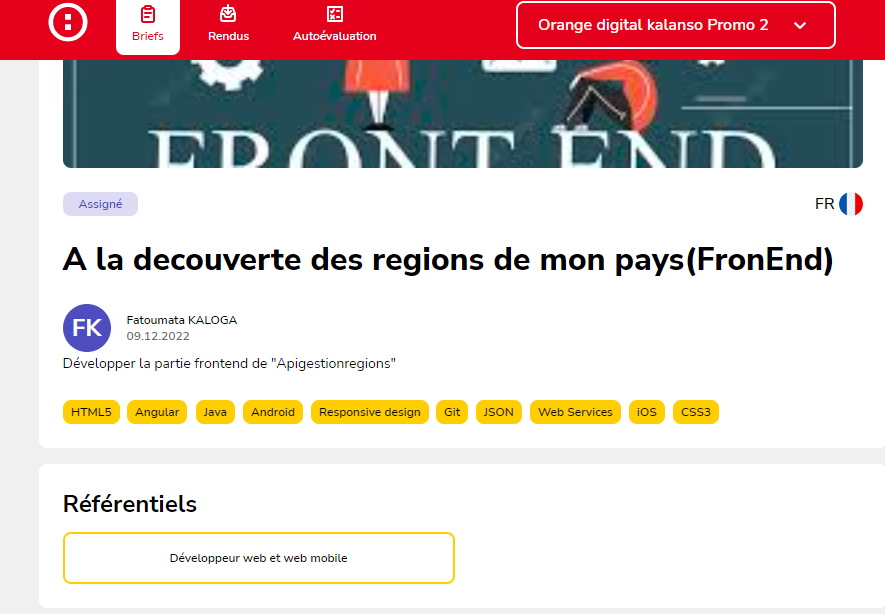 Briefs
Rendus
Autoévaluation
Orange digital kalanso Promo 2
FRONT END
Assigné
FR
A la decouverte des regions de mon pays(FronEnd)
FK
Fatoumata KALOGA
09.12.2022
Développer la partie frontend de "Apigestionregions"
HTML5 Angular Java Android Responsive design Git JSON Web Services iOS CSS3
Référentiels
Développeur web et web mobile